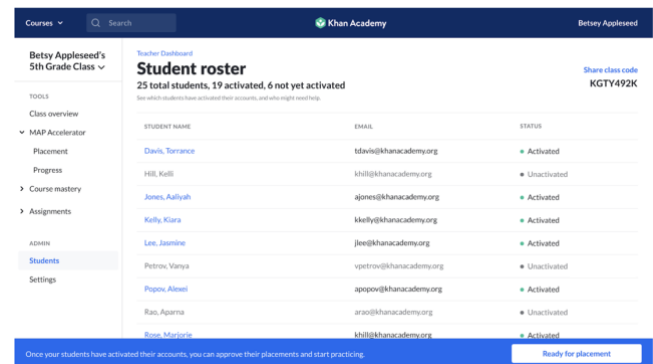 Courses
Search
Khan Academy
Betsey Appleseed
Betsy Appleseed's
5th Grade Class
TOOLS
Class overview
MAP Accelerator
Placement
Progress
Course mastery
Assignments
ADMIN
Students
Settings
Teacher Dashboard
Student roster
25 total students, 19 activated, 6 not yet activated
See which students have activated their accounts, and who might need help.
Share class code
KGTY492K
STUDENT NAME EMAIL STATUS
Davis, Torrance tdavis@khanacademy.org Activated
Hill, Kelli khill@khanacademy.org Unactivated
Jones, Aaliyah ajones@khanacademy.org Activated
Kelly, Kiara kkelly@khanacademy.org Activated
Lee, Jasmine jlee@khanacademy.org Activated
Petrov, Vanya vpetrov@khanacademy.org Unactivated
Popov, Alexei apopov@khanacademy.org Activated
Rao, Aparna arao@khanacademy.org Unactivated
Rose, Marjorie khill@khanacademy.org Activated
Once your students have activated their accounts, you can approve their placements and start practicing.
Ready for placement